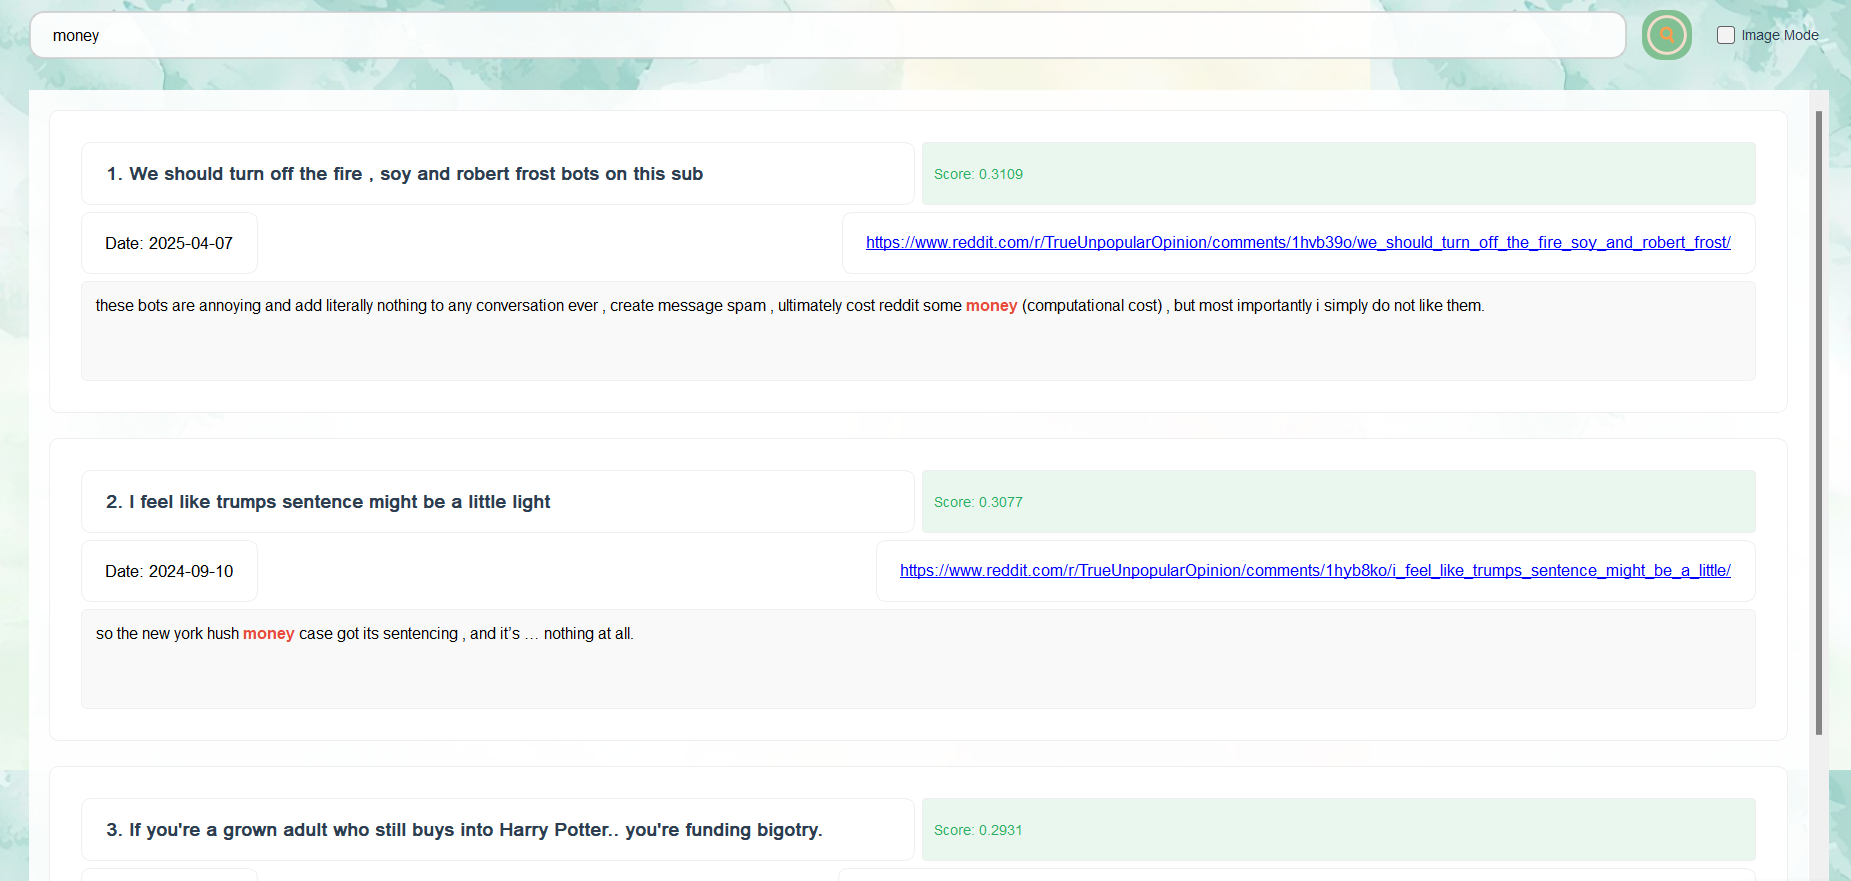 money
Image Mode
1. We should turn off the fire , soy and robert frost bots on this sub
Score: 0.3109
Date: 2025-04-07
https://www.reddit.com/r/TrueUnpopularOpinion/comments/1hvb39o/we_should_turn_off_the_fire_soy_and_robert_frost/
these bots are annoying and add literally nothing to any conversation ever , create message spam , ultimately cost reddit some money (computational cost) , but most importantly i simply do not like them.
2. I feel like trumps sentence might be a little light
Score: 0.3077
Date: 2024-09-10
https://www.reddit.com/r/TrueUnpopularOpinion/comments/1hyb8ko/i_feel_like_trumps_sentence_might_be_a_little/
so the new york hush money case got its sentencing , and it’s … nothing at all.
3. If you're a grown adult who still buys into Harry Potter.. you're funding bigotry.
Score: 0.2931